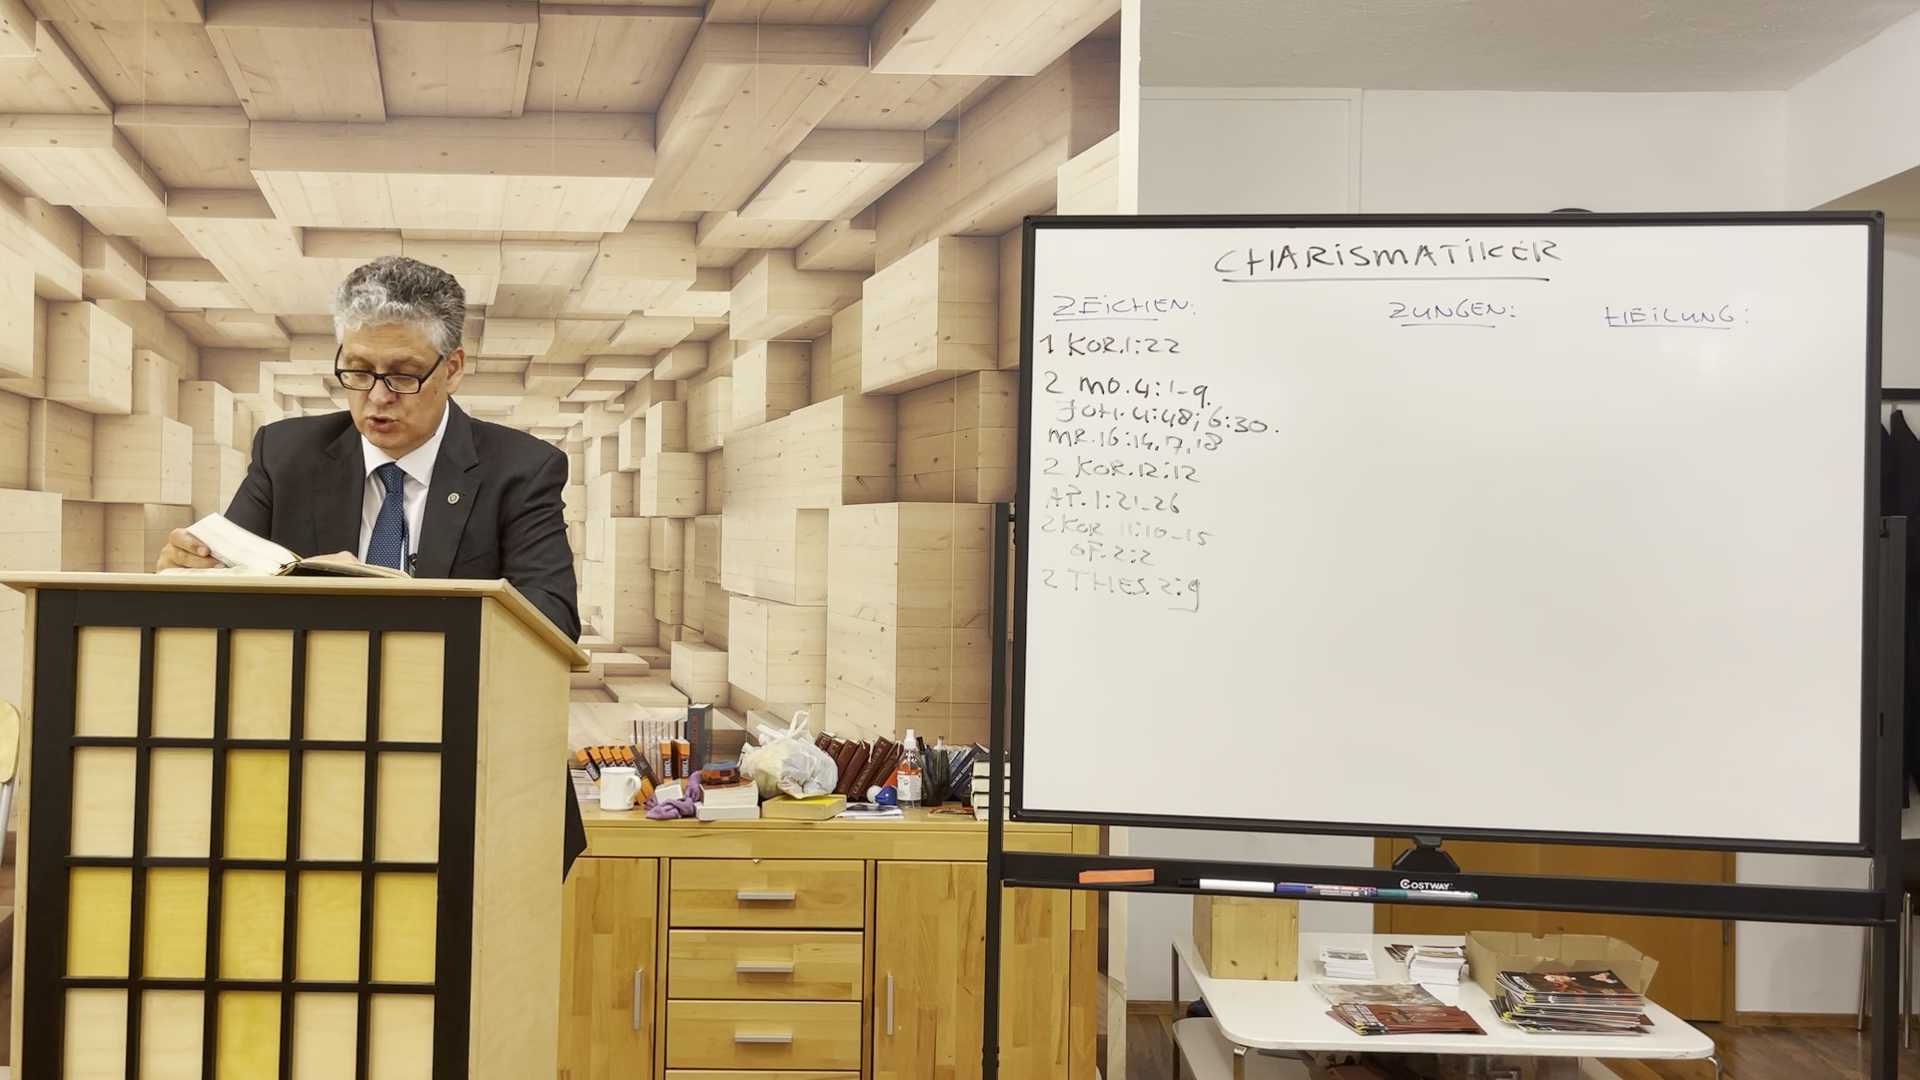 CHARISMATIKER
ZEICHEN:
ZUNGEN:
HEILUNG:
1 KOR.1:22
2 MO.4:1-9.
JOH.4:48; 6:30.
MR.16:14,17,18
2 KOR.12:12
AP.1:21-26
2 KOR 11:10-15
OF.2:2
2 THES.2:9
COSTWAY